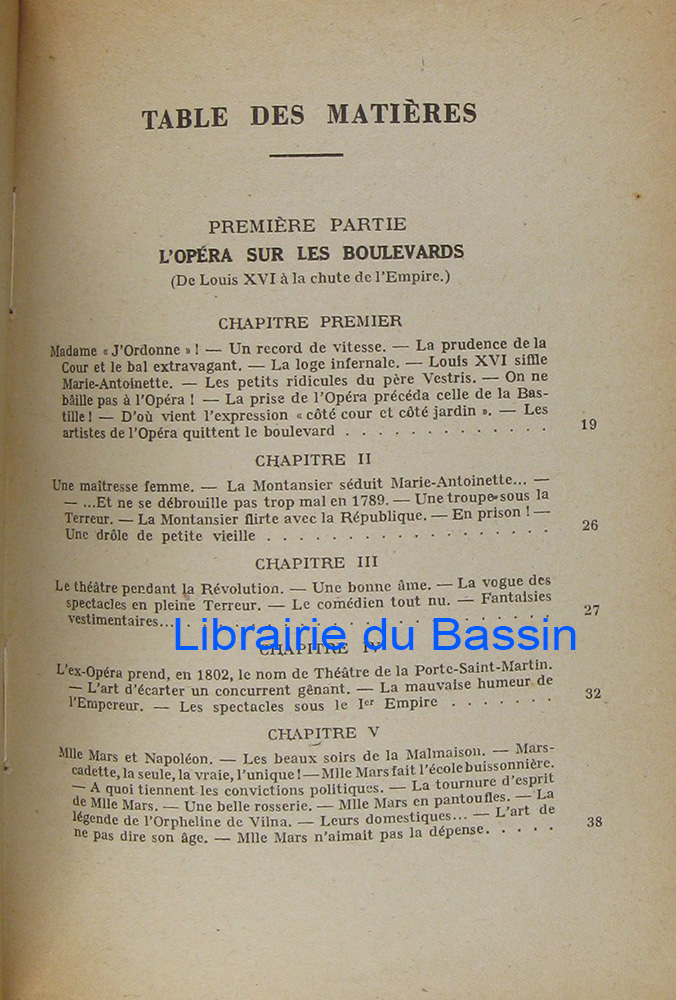 TABLE DES MATIÈRES
PREMIÈRE PARTIE
L'OPÉRA SUR LES BOULEVARDS
(De Louis XVI à la chute de l'Empire.)
CHAPITRE PREMIER
Madame « J'Ordonne » ! — Un record de vitesse. — La prudence de la
Cour et le bal extravagant. — La loge infernale. — Louis XVI siffle
Marie-Antoinette. — Les petits ridicules du père Vestris. — On ne
bâille pas à l'Opéra ! — La prise de l'Opéra précéda celle de la Bas-
tille ! — D'où vient l'expression « côté cour et côté jardin ». — Les
artistes de l'Opéra quittent le boulevard . . . . . . . . . . . . . 19
CHAPITRE II
Une maîtresse femme. — La Montansier séduit Marie-Antoinette... —
— ...Et ne se débrouille pas trop mal en 1789. — Une troupe sous la
Terreur. — La Montansier flirte avec la République. — En prison ! —
Une drôle de petite vieille . . . . . . . . . . . . . . . . . . 26
CHAPITRE III
Le théâtre pendant la Révolution. — Une bonne âme. — La vogue des
spectacles en pleine Terreur. — Le comédien tout nu. — Fantaisies
vestimentaires... . . . . . . . . . . . . . . . . . . . . . . 27
Librairie du Bassin
CHAPITRE IV
L'ex-Opéra prend, en 1802, le nom de Théâtre de la Porte-Saint-Martin.
— L'art d'écarter un concurrent gênant. — La mauvaise humeur de
l'Empereur. — Les spectacles sous le Ier Empire . . . . . . . 32
CHAPITRE V
Mlle Mars et Napoléon. — Les beaux soirs de la Malmaison. — Mars-
cadette, la seule, la vraie, l'unique ! — Mlle Mars fait l'école buissonnière.
— A quoi tiennent les convictions politiques. — La tournure d'esprit
de Mlle Mars. — Une belle rosserie. — Mlle Mars en pantoufles. — La
légende de l'Orpheline de Vilna. — Leurs domestiques... — L'art de
ne pas dire son âge. — Mlle Mars n'aimait pas la dépense. . . . . 38